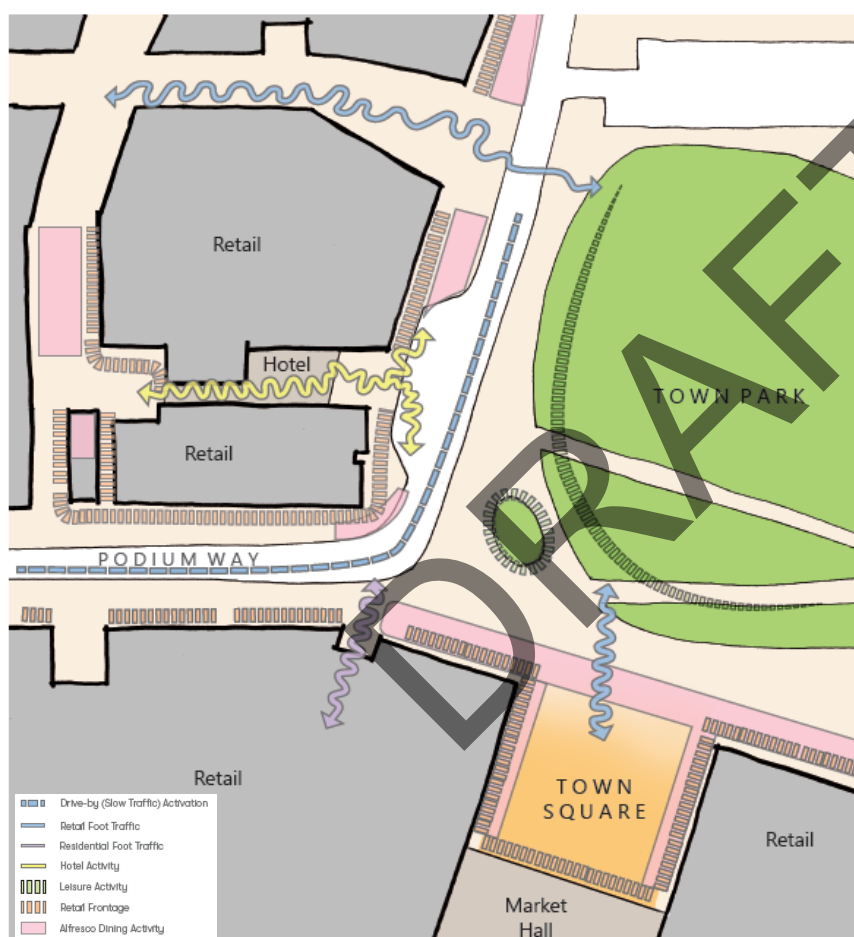 Retail
Hotel
TOWN PARK
Retail
PODIUM WAY
Retail
TOWN
SQUARE
Retail
Market
Hall
Drive-by (Slow Traffic) Activation
Retail Foot Traffic
Residential Foot Traffic
Hotel Activity
Leisure Activity
Retail Frontage
Alfresco Dining Activity
DRAFT